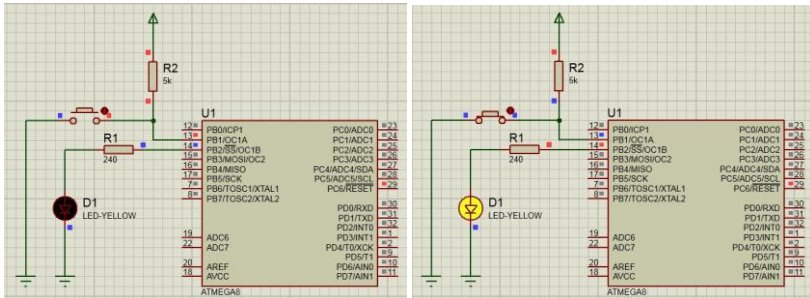 R2
5k
U1
R1
240
12 PB0/ICP1 PC0/ADC0 23
13 PB1/OC1A PC1/ADC1 24
14 PB2/SS/OC1B PC2/ADC2 25
15 PB3/MOSI/OC2 PC3/ADC3 26
16 PB4/MISO PC4/ADC4/SDA 27
17 PB5/SCK PC5/ADC5/SCL 28
7 PB6/TOSC1/XTAL1 PC6/RESET 29
8 PB7/TOSC2/XTAL2
D1
LED-YELLOW
PD0/RXD 30
PD1/TXD 31
PD2/INT0 32
19 ADC6 PD3/INT1 1
22 ADC7 PD4/T0/XCK 2
PD5/T1 9
20 AREF PD6/AIN0 10
18 AVCC PD7/AIN1 11
ATMEGA8
R2
5k
U1
R1
240
12 PB0/ICP1 PC0/ADC0 23
13 PB1/OC1A PC1/ADC1 24
14 PB2/SS/OC1B PC2/ADC2 25
15 PB3/MOSI/OC2 PC3/ADC3 26
16 PB4/MISO PC4/ADC4/SDA 27
17 PB5/SCK PC5/ADC5/SCL 28
7 PB6/TOSC1/XTAL1 PC6/RESET 29
8 PB7/TOSC2/XTAL2
D1
LED-YELLOW
PD0/RXD 30
PD1/TXD 31
PD2/INT0 32
19 ADC6 PD3/INT1 1
22 ADC7 PD4/T0/XCK 2
PD5/T1 9
20 AREF PD6/AIN0 10
18 AVCC PD7/AIN1 11
ATMEGA8